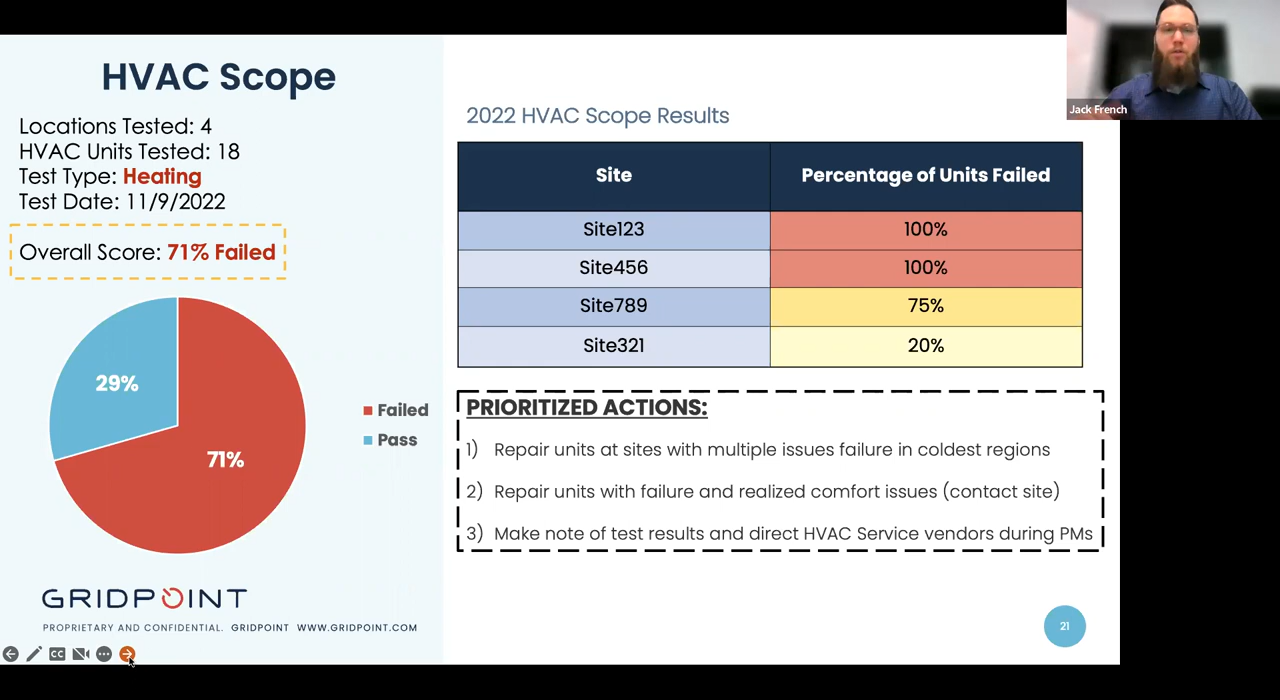 HVAC Scope
Locations Tested: 4
HVAC Units Tested: 18
Test Type: Heating
Test Date: 11/9/2022
Overall Score: 71% Failed
29%
71%
Failed
Pass
GRIDPOINT
PROPRIETARY AND CONFIDENTIAL. GRIDPOINT WWW.GRIDPOINT.COM
CC
2022 HVAC Scope Results
Site Percentage of Units Failed
Site123 100%
Site456 100%
Site789 75%
Site321 20%
PRIORITIZED ACTIONS:
1) Repair units at sites with multiple issues failure in coldest regions
2) Repair units with failure and realized comfort issues (contact site)
3) Make note of test results and direct HVAC Service vendors during PMs
21
Jack French